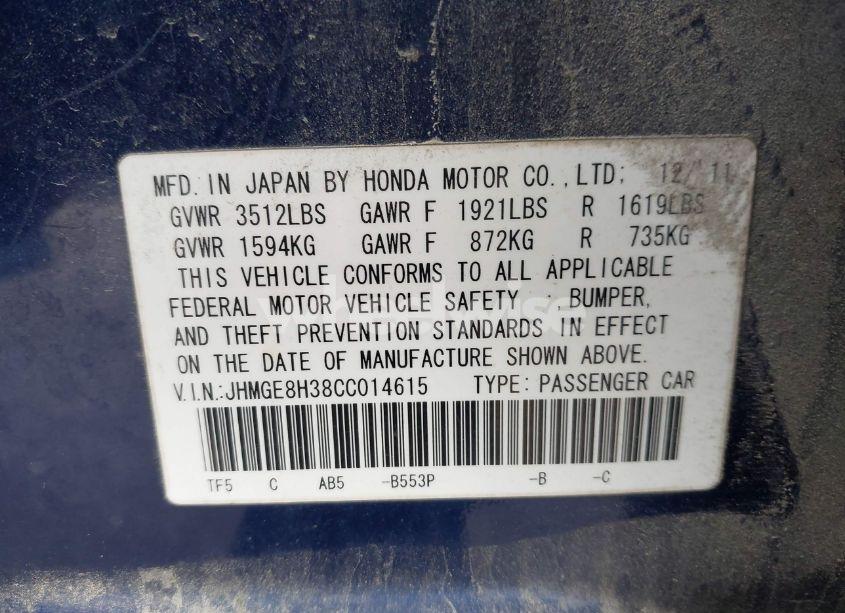 MFD. IN JAPAN BY HONDA MOTOR CO.,LTD; 12/11
GVWR 3512LBS GAWR F 1921LBS R 1619LBS
GVWR 1594KG GAWR F 872KG R 735KG
THIS VEHICLE CONFORMS TO ALL APPLICABLE
FEDERAL MOTOR VEHICLE SAFETY , BUMPER,
AND THEFT PREVENTION STANDARDS IN EFFECT
ON THE DATE OF MANUFACTURE SHOWN ABOVE.
V.I.N.:JHMGE8H38CC014615 TYPE: PASSENGER CAR
TF5 C AB5 -B553P -B -C